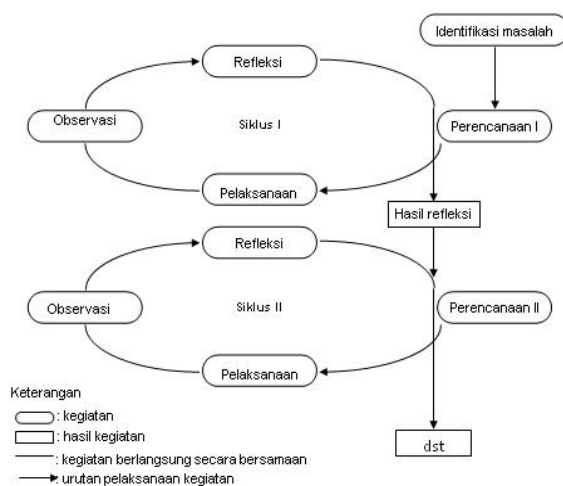 Identifikasi masalah
Refleksi
Observasi
Siklus I
Perencanaan I
Pelaksanaan
Hasil refleksi
Refleksi
Observasi
Siklus II
Perencanaan II
Pelaksanaan
Keterangan
: kegiatan
: hasil kegiatan
: kegiatan berlangsung secara bersamaan
: urutan pelaksanaan kegiatan
dst